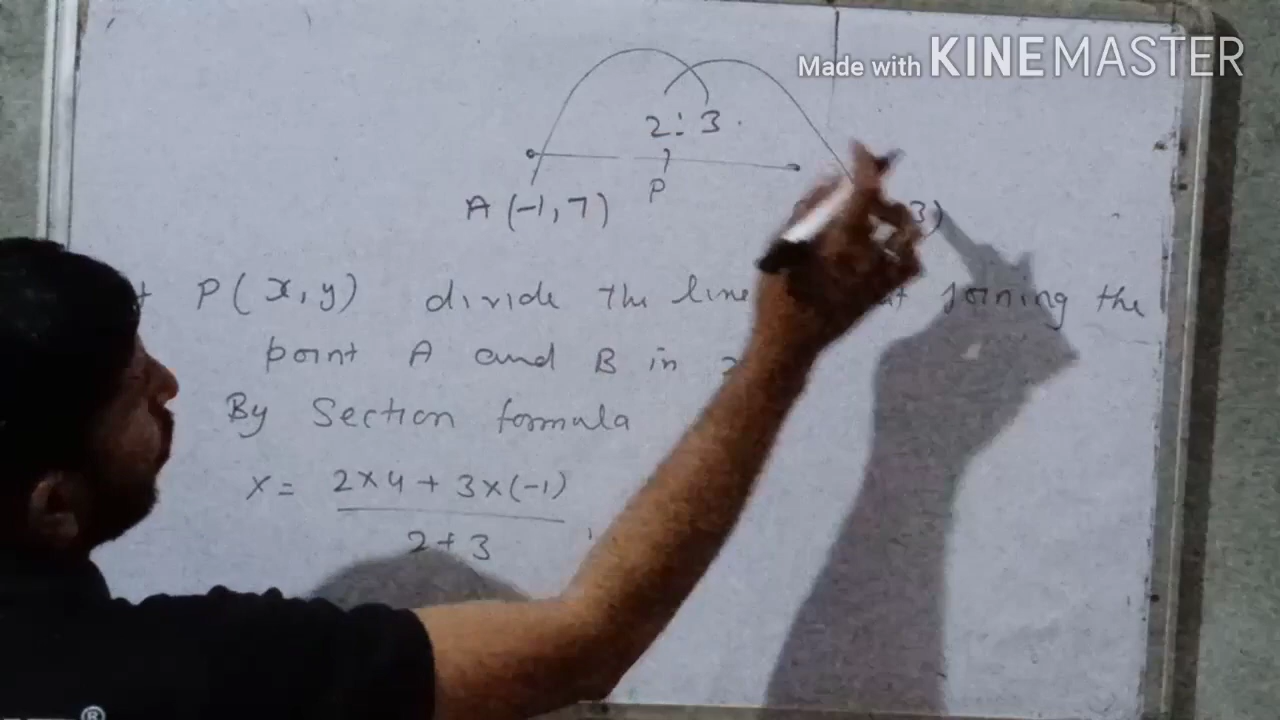 Made with KINEMASTER
2:3.
P
A (-1,7)
3)
P(x,y) divide the line joining the
point A and B in
By Section formula
x = 2×4 + 3×(-1)
2+3
®